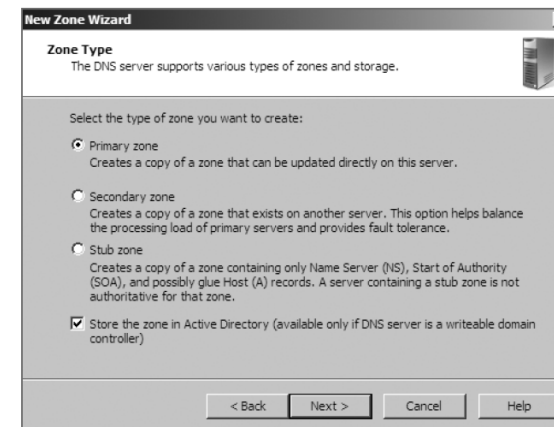 New Zone Wizard
Zone Type
The DNS server supports various types of zones and storage.
Select the type of zone you want to create:
Primary zone
Creates a copy of a zone that can be updated directly on this server.
Secondary zone
Creates a copy of a zone that exists on another server. This option helps balance
the processing load of primary servers and provides fault tolerance.
Stub zone
Creates a copy of a zone containing only Name Server (NS), Start of Authority
(SOA), and possibly glue Host (A) records. A server containing a stub zone is not
authoritative for that zone.
Store the zone in Active Directory (available only if DNS server is a writeable domain
controller)
< Back Next > Cancel Help